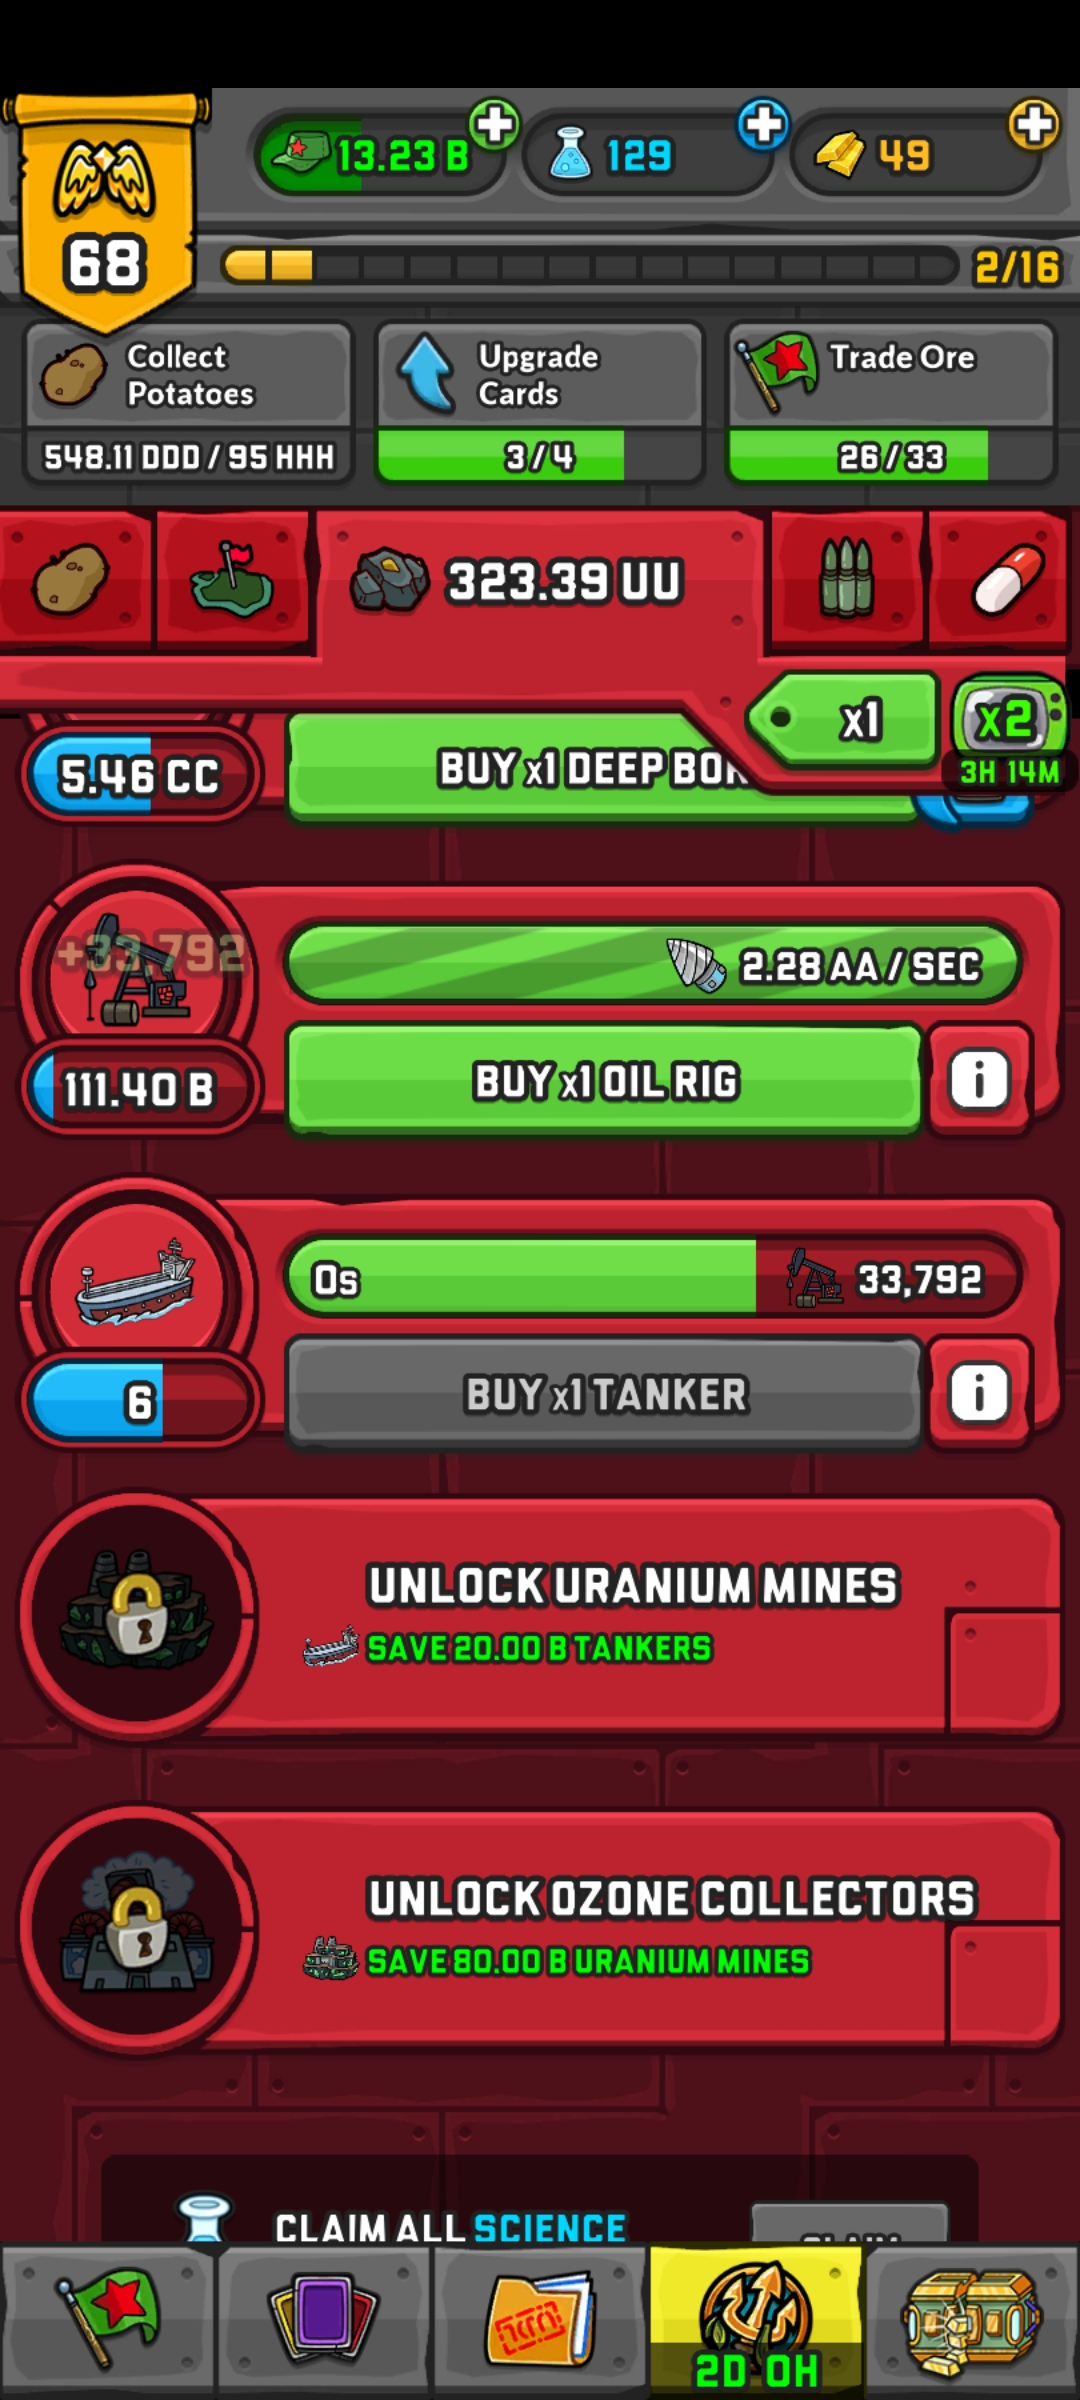 13.23 B
129
49
68
2/16
Collect
Potatoes
Upgrade
Cards
Trade Ore
548.11 DDD / 95 HHH
3/4
26/33
323.39 UU
x1
x2
3H 14M
5.46 CC
BUY x1 DEEP BOR
+33,792
2.28 AA / SEC
111.40 B
BUY x1 OIL RIG
i
0s
33,792
6
BUY x1 TANKER
i
UNLOCK URANIUM MINES
SAVE 20.00 B TANKERS
UNLOCK OZONE COLLECTORS
SAVE 80.00 B URANIUM MINES
CLAIM ALL SCIENCE
2D 0H